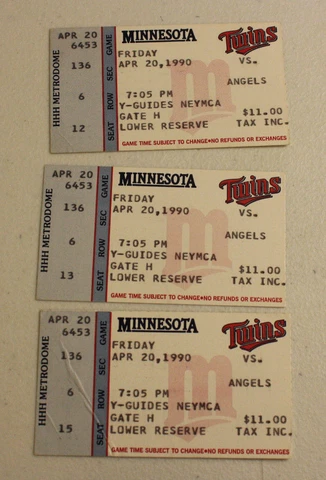 APR 20 MINNESOTA Twins
6453 GAME FRIDAY VS.
136 SEC APR 20,1990 ANGELS
HHH METRODOME
6 ROW 7:05 PM
Y-GUIDES NEYMCA $11.00
GATE H TAX INC.
12 SEAT LOWER RESERVE
GAME TIME SUBJECT TO CHANGE•NO REFUNDS OR EXCHANGES
APR 20 MINNESOTA Twins
6453 GAME FRIDAY VS.
136 SEC APR 20,1990 ANGELS
HHH METRODOME
6 ROW 7:05 PM
Y-GUIDES NEYMCA
GATE H $11.00
13 SEAT LOWER RESERVE TAX INC.
GAME TIME SUBJECT TO CHANGE•NO REFUNDS OR EXCHANGES
APR 20 MINNESOTA Twins
6453 GAME FRIDAY
136 SEC APR 20,1990 VS.
HHH METRODOME ANGELS
6 ROW 7:05 PM
Y-GUIDES NEYMCA
GATE H $11.00
15 SEAT LOWER RESERVE TAX INC.
GAME TIME SUBJECT TO CHANGE•NO REFUNDS OR EXCHANGES